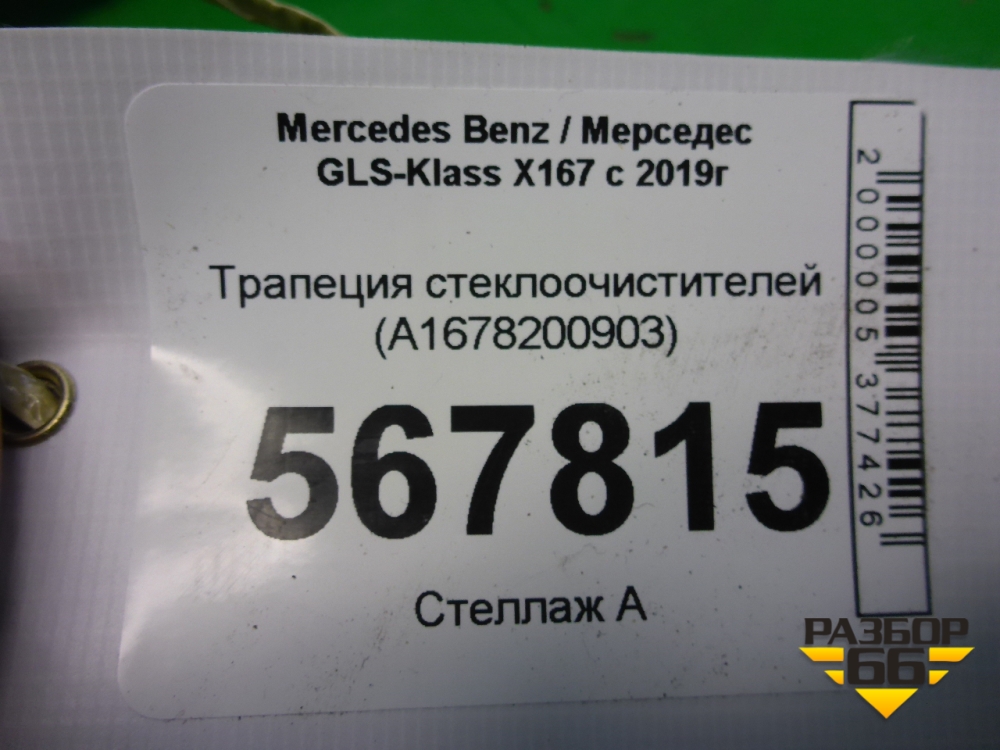 Mercedes Benz / Мерседес
GLS-Klass X167 с 2019г
Трапеция стеклоочистителей
(A1678200903)
567815
Стеллаж А
2000005377426
РАЗБОР
66